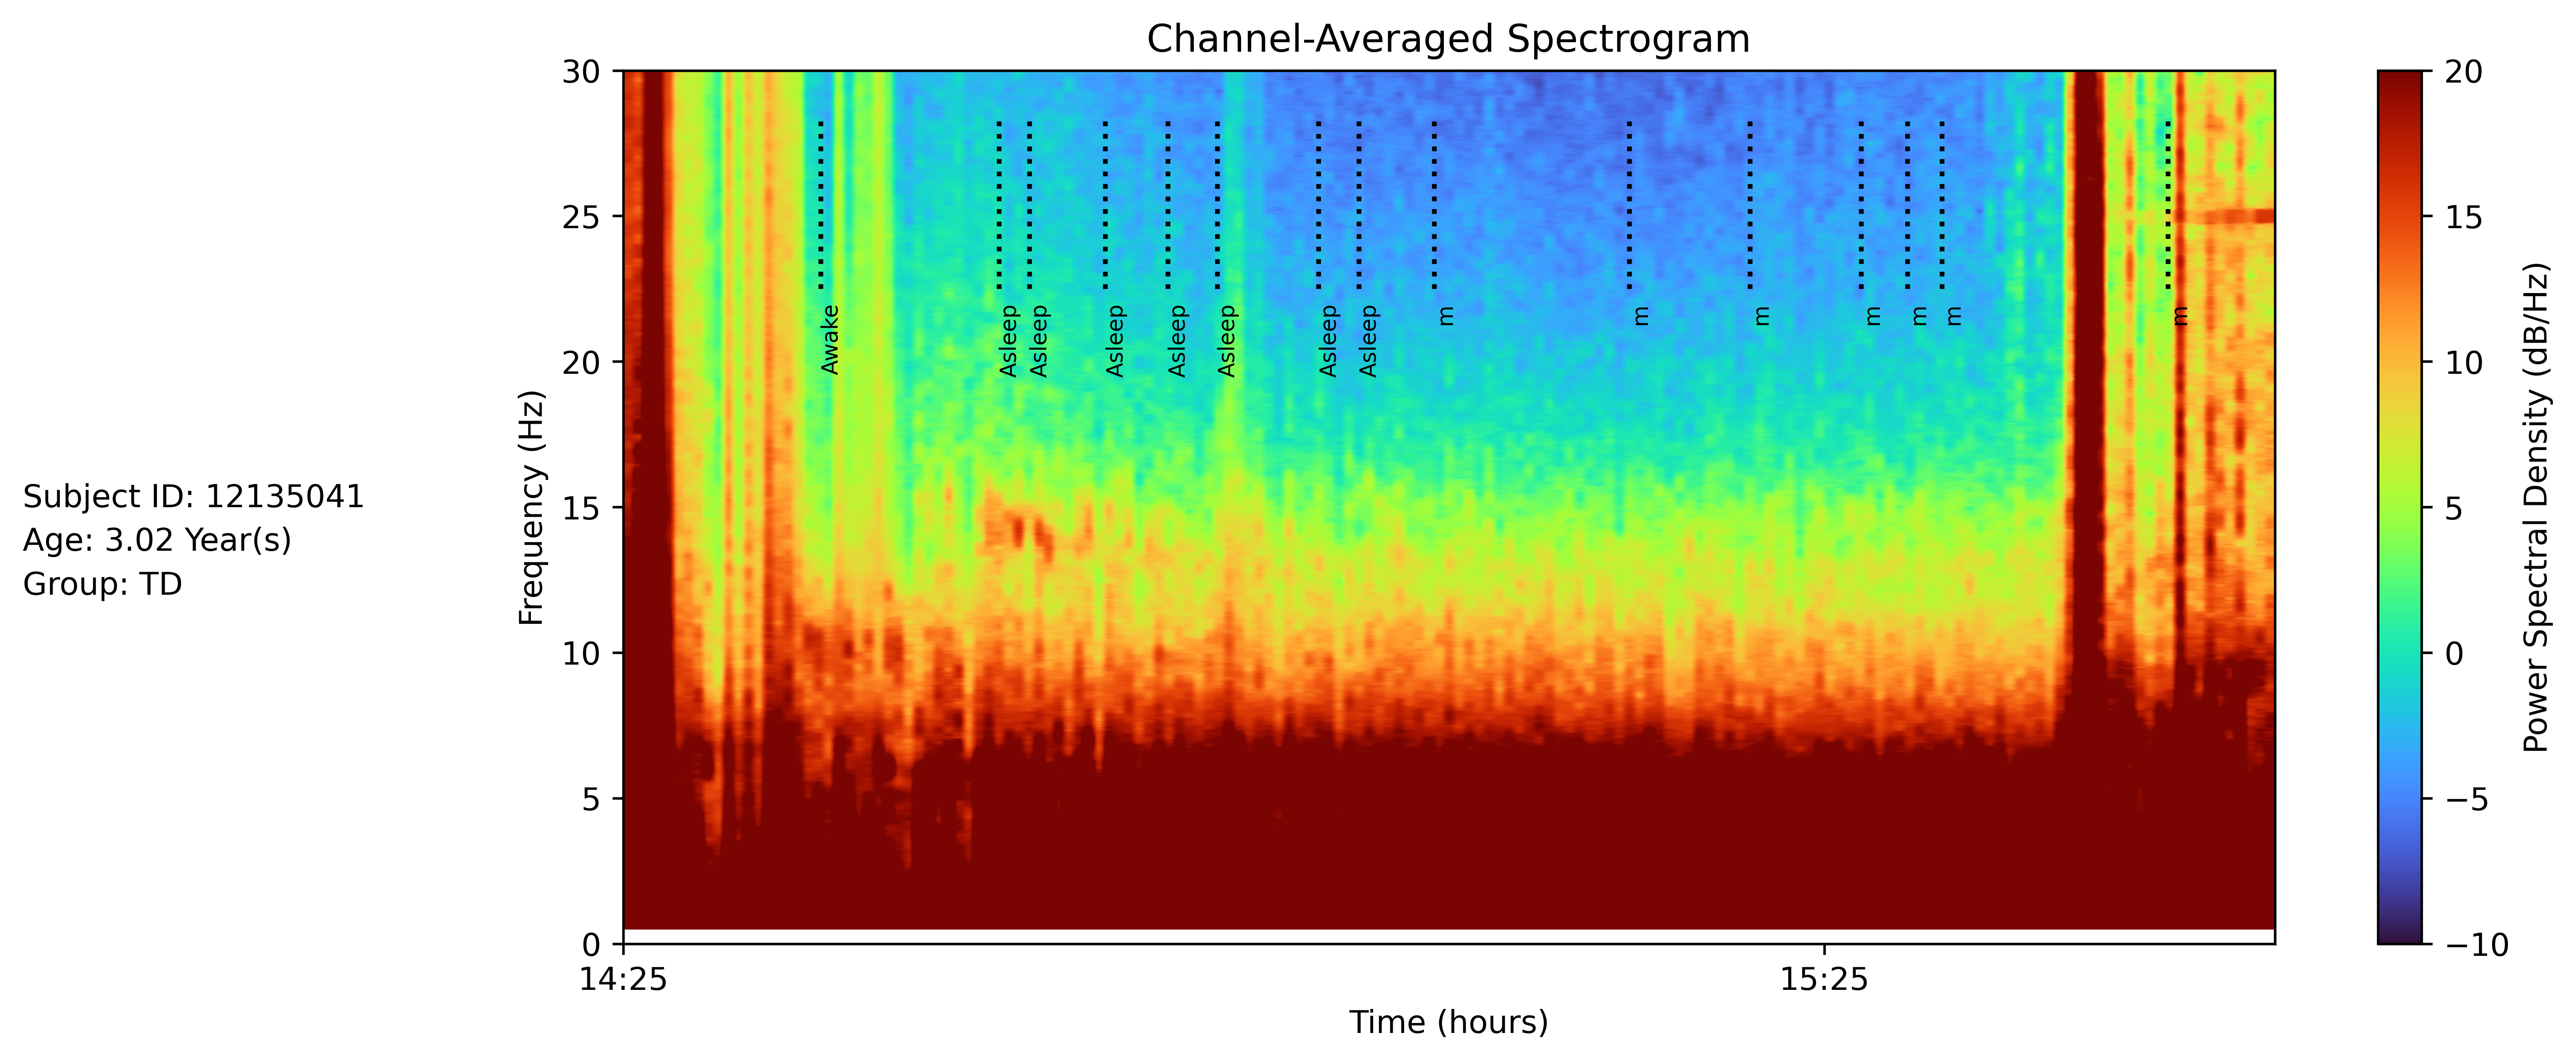 Channel-Averaged Spectrogram
Subject ID: 12135041
Age: 3.02 Year(s)
Group: TD
Frequency (Hz)
30
25
20
15
10
5
0
Awake
Asleep
Asleep
Asleep
Asleep
Asleep
Asleep
Asleep
m
m
m
m
m
m
m
14:25
15:25
Time (hours)
20
15
10
5
0
−5
−10
Power Spectral Density (dB/Hz)